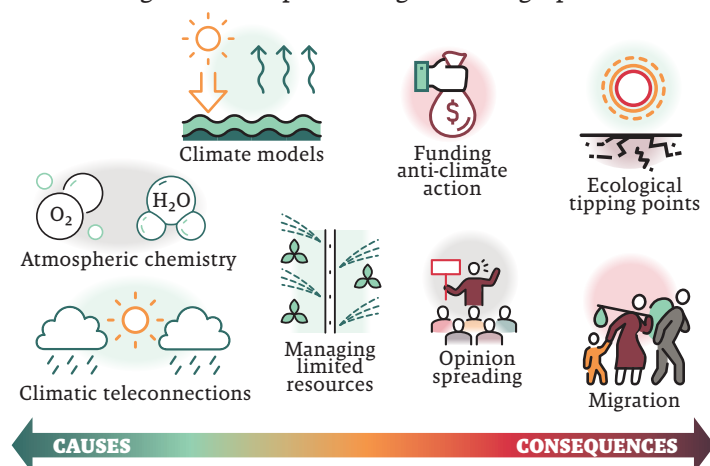 Climate models
Funding
anti-climate
action
$
Ecological
tipping points
O₂
H₂O
Atmospheric chemistry
Climatic teleconnections
Managing
limited
resources
Opinion
spreading
Migration
CAUSES
CONSEQUENCES